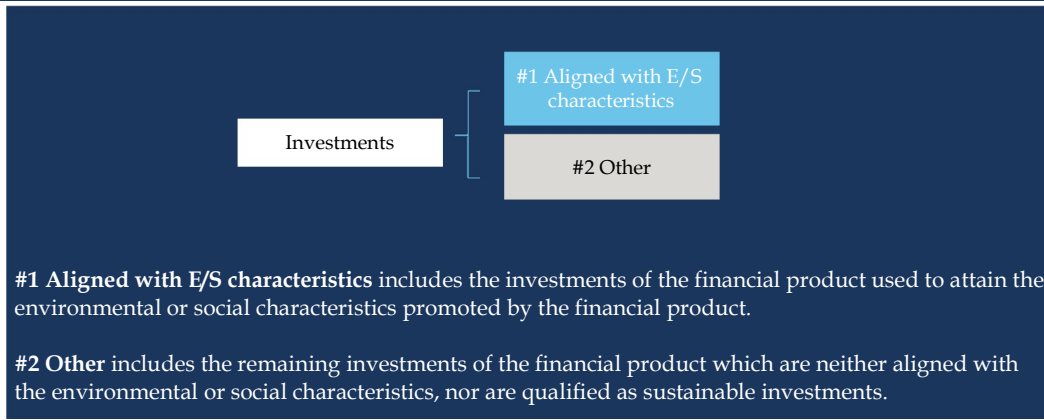 #1 Aligned with E/S
characteristics
Investments
#2 Other
#1 Aligned with E/S characteristics includes the investments of the financial product used to attain the
environmental or social characteristics promoted by the financial product.
#2 Other includes the remaining investments of the financial product which are neither aligned with
the environmental or social characteristics, nor are qualified as sustainable investments.